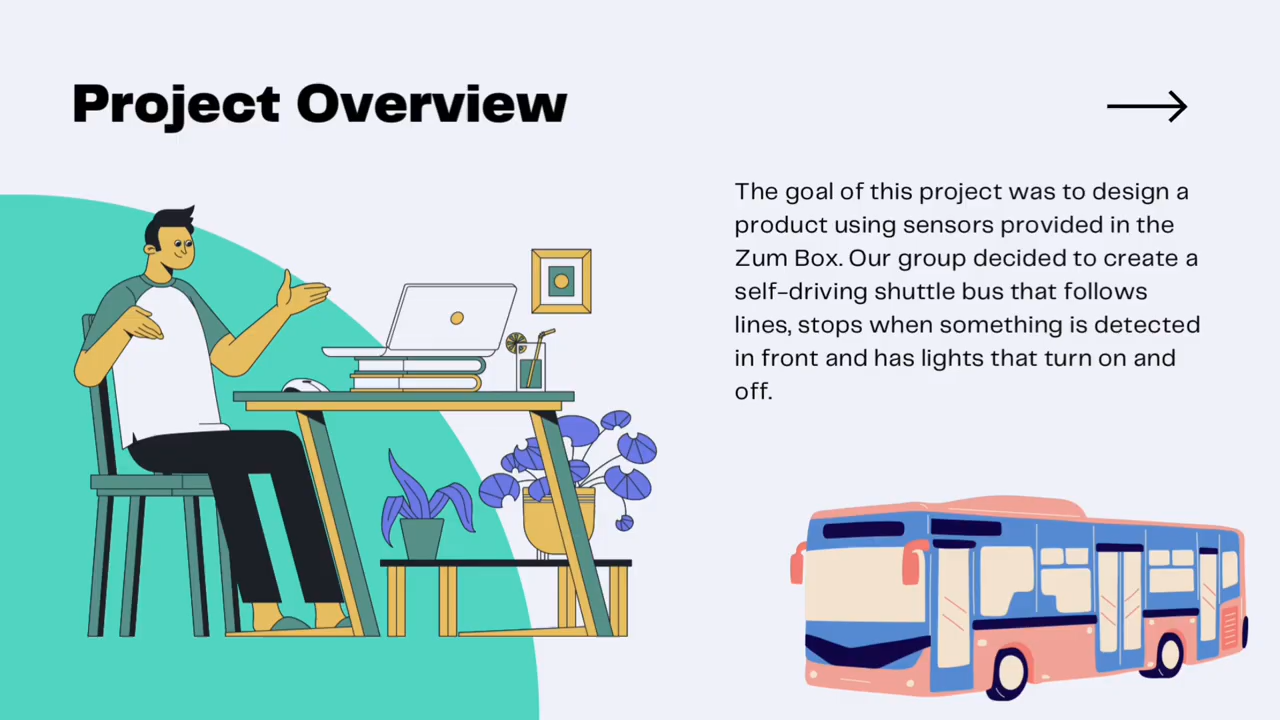 Project Overview
The goal of this project was to design a
product using sensors provided in the
Zum Box. Our group decided to create a
self-driving shuttle bus that follows
lines, stops when something is detected
in front and has lights that turn on and
off.